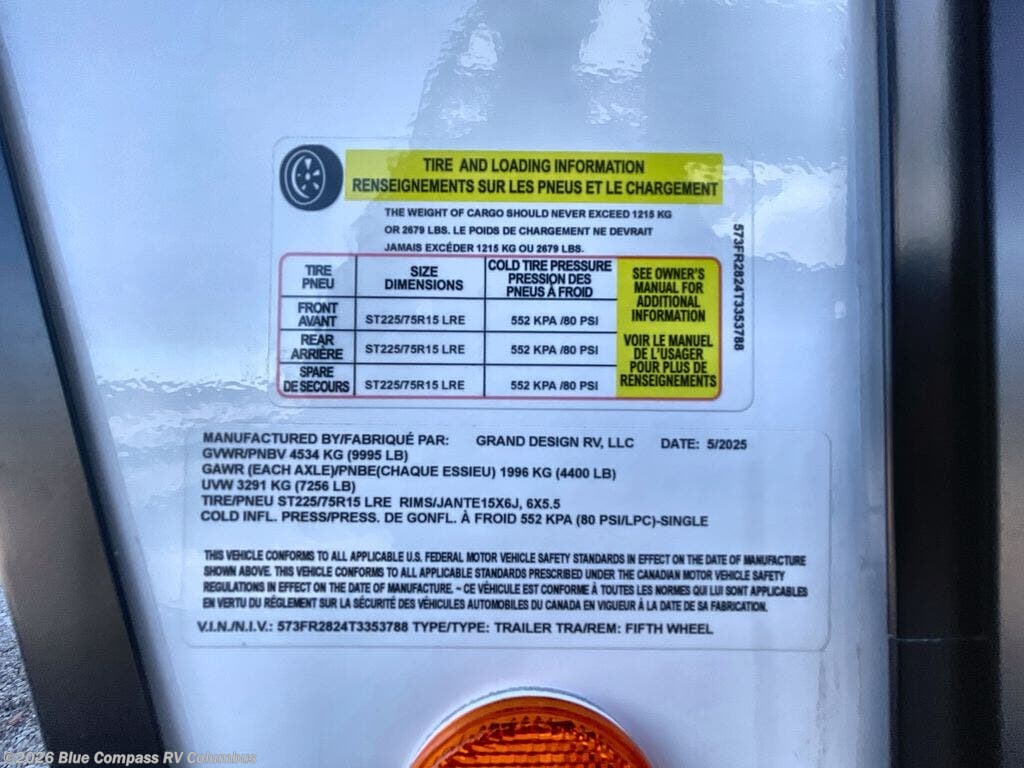 TIRE AND LOADING INFORMATION
RENSEIGNEMENTS SUR LES PNEUS ET LE CHARGEMENT
THE WEIGHT OF CARGO SHOULD NEVER EXCEED 1215 KG
OR 2679 LBS. LE POIDS DE CHARGEMENT NE DEVRAIT
JAMAIS EXCÉDER 1215 KG OU 2679 LBS.
TIRE
PNEU
SIZE
DIMENSIONS
COLD TIRE PRESSURE
PRESSION DES
PNEUS À FROID
FRONT
AVANT
ST225/75R15 LRE
552 KPA /80 PSI
REAR
ARRIÈRE
ST225/75R15 LRE
552 KPA /80 PSI
SPARE
DE SECOURS
ST225/75R15 LRE
552 KPA /80 PSI
SEE OWNER'S
MANUAL FOR
ADDITIONAL
INFORMATION
VOIR LE MANUEL
DE L'USAGER
POUR PLUS DE
RENSEIGNEMENTS
573FR2824T3353788
MANUFACTURED BY/FABRIQUÉ PAR: GRAND DESIGN RV, LLC DATE: 5/2025
GVWR/PNBV 4534 KG (9995 LB)
GAWR (EACH AXLE)/PNBE(CHAQUE ESSIEU) 1996 KG (4400 LB)
UVW 3291 KG (7256 LB)
TIRE/PNEU ST225/75R15 LRE RIMS/JANTE15X6J, 6X5.5
COLD INFL. PRESS/PRESS. DE GONFL. À FROID 552 KPA (80 PSI/LPC)-SINGLE
THIS VEHICLE CONFORMS TO ALL APPLICABLE U.S. FEDERAL MOTOR VEHICLE SAFETY STANDARDS IN EFFECT ON THE DATE OF MANUFACTURE
SHOWN ABOVE. THIS VEHICLE CONFORMS TO ALL APPLICABLE STANDARDS PRESCRIBED UNDER THE CANADIAN MOTOR VEHICLE SAFETY
REGULATIONS IN EFFECT ON THE DATE OF MANUFACTURE. ~ CE VÉHICULE EST CONFORME À TOUTES LES NORMES QUI LUI SONT APPLICABLES
EN VERTU DU RÈGLEMENT SUR LA SÉCURITÉ DES VÉHICULES AUTOMOBILES DU CANADA EN VIGUEUR À LA DATE DE SA FABRICATION.
V.I.N./N.I.V.: 573FR2824T3353788 TYPE/TYPE: TRAILER TRA/REM: FIFTH WHEEL
©2026 Blue Compass RV Columbus